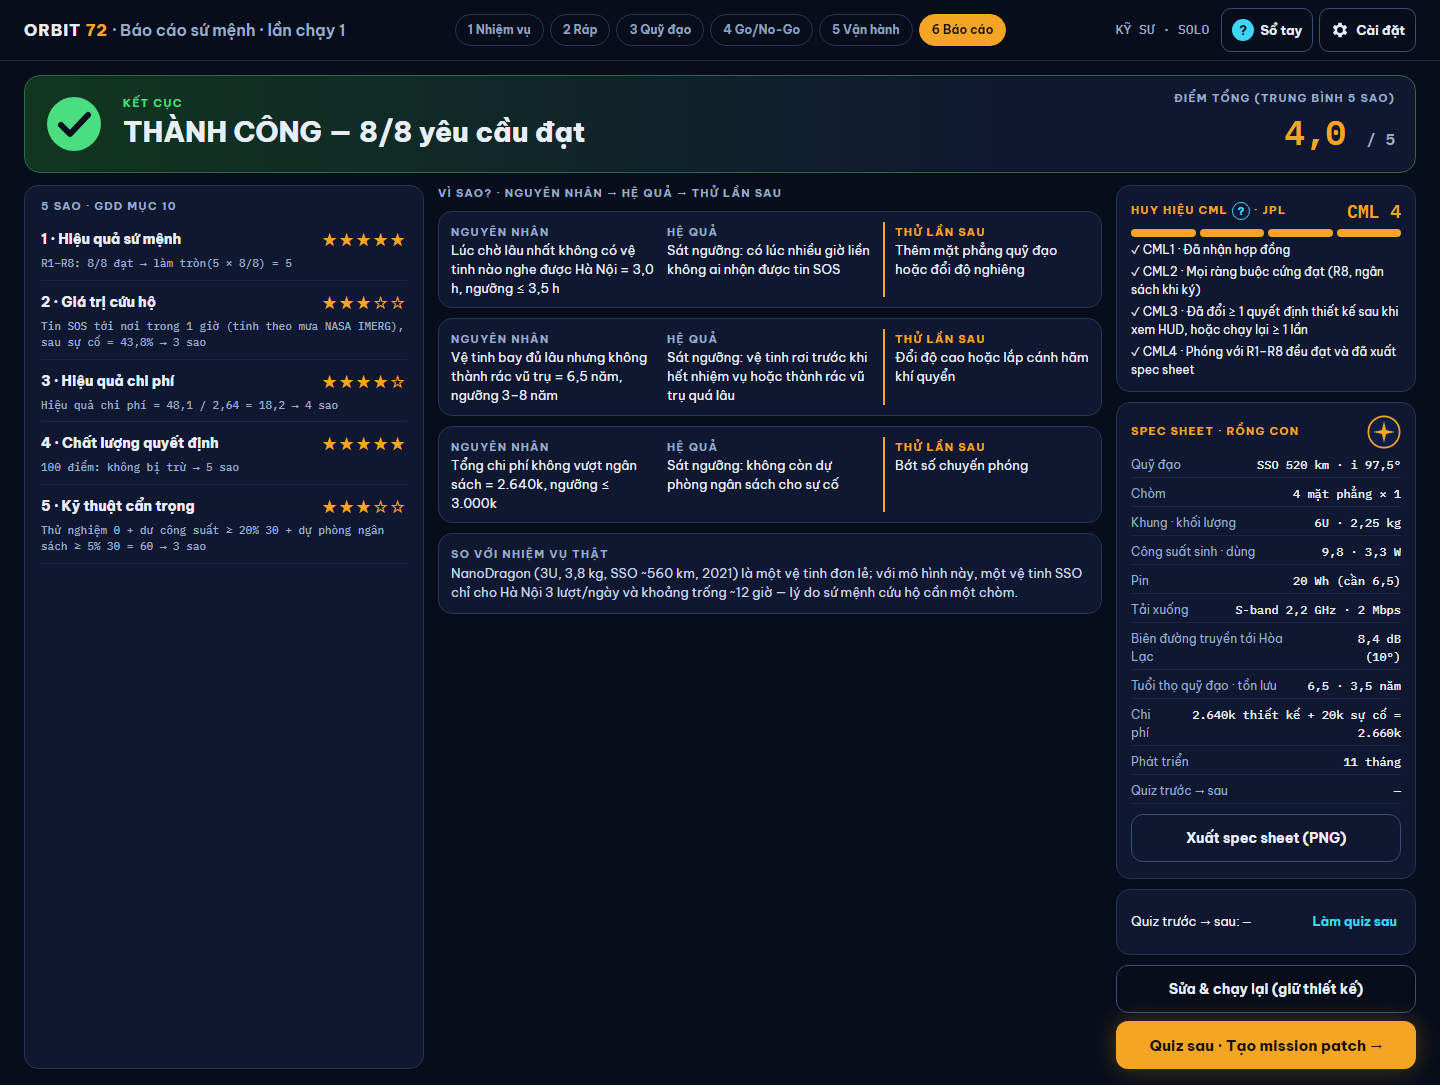 ORBIT 72 · Báo cáo sứ mệnh · lần chạy 1
1 Nhiệm vụ
2 Ráp
3 Quỹ đạo
4 Go/No-Go
5 Vận hành
6 Báo cáo
KỸ SƯ · SOLO
? Sổ tay
Cài đặt
KẾT CỤC
THÀNH CÔNG — 8/8 yêu cầu đạt
ĐIỂM TỔNG (TRUNG BÌNH 5 SAO)
4,0 / 5
5 SAO · GDD MỤC 10
1 · Hiệu quả sứ mệnh ★★★★★
R1–R8: 8/8 đạt → làm tròn(5 × 8/8) = 5
2 · Giá trị cứu hộ ★★★☆☆
Tin SOS tới nơi trong 1 giờ (tính theo mưa NASA IMERG),
sau sự cố = 43,8% → 3 sao
3 · Hiệu quả chi phí ★★★★☆
Hiệu quả chi phí = 48,1 / 2,64 = 18,2 → 4 sao
4 · Chất lượng quyết định ★★★★★
100 điểm: không bị trừ → 5 sao
5 · Kỹ thuật cẩn trọng ★★★☆☆
Thử nghiệm 0 + dư công suất ≥ 20% 30 + dự phòng ngân
sách ≥ 5% 30 = 60 → 3 sao
VÌ SAO? · NGUYÊN NHÂN → HỆ QUẢ → THỬ LẦN SAU
NGUYÊN NHÂN
Lúc chờ lâu nhất không có vệ
tinh nào nghe được Hà Nội = 3,0
h, ngưỡng ≤ 3,5 h
HỆ QUẢ
Sát ngưỡng: có lúc nhiều giờ liền
không ai nhận được tin SOS
THỬ LẦN SAU
Thêm mặt phẳng quỹ đạo
hoặc đổi độ nghiêng
NGUYÊN NHÂN
Vệ tinh bay đủ lâu nhưng không
thành rác vũ trụ = 6,5 năm,
ngưỡng 3–8 năm
HỆ QUẢ
Sát ngưỡng: vệ tinh rơi trước khi
hết nhiệm vụ hoặc thành rác vũ
trụ quá lâu
THỬ LẦN SAU
Đổi độ cao hoặc lắp cánh hãm
khí quyển
NGUYÊN NHÂN
Tổng chi phí không vượt ngân
sách = 2.640k, ngưỡng ≤
3.000k
HỆ QUẢ
Sát ngưỡng: không còn dự
phòng ngân sách cho sự cố
THỬ LẦN SAU
Bớt số chuyến phóng
SO VỚI NHIỆM VỤ THẬT
NanoDragon (3U, 3,8 kg, SSO ~560 km, 2021) là một vệ tinh đơn lẻ; với mô hình này, một vệ tinh SSO
chỉ cho Hà Nội 3 lượt/ngày và khoảng trống ~12 giờ — lý do sứ mệnh cứu hộ cần một chòm.
HUY HIỆU CML ? · JPL
CML 4
✓ CML1 · Đã nhận hợp đồng
✓ CML2 · Mọi ràng buộc cứng đạt (R8, ngân
sách khi ký)
✓ CML3 · Đã đổi ≥ 1 quyết định thiết kế sau khi
xem HUD, hoặc chạy lại ≥ 1 lần
✓ CML4 · Phóng với R1–R8 đều đạt và đã xuất
spec sheet
SPEC SHEET · RỒNG CON
Quỹ đạo SSO 520 km · i 97,5°
Chòm 4 mặt phẳng × 1
Khung · khối lượng 6U · 2,25 kg
Công suất sinh · dùng 9,8 · 3,3 W
Pin 20 Wh (cần 6,5)
Tải xuống S-band 2,2 GHz · 2 Mbps
Biên đường truyền tới Hòa 8,4 dB
Lạc (10°)
Tuổi thọ quỹ đạo · tồn lưu 6,5 · 3,5 năm
Chi 2.640k thiết kế + 20k sự cố =
phí 2.660k
Phát triển 11 tháng
Quiz trước → sau –
Xuất spec sheet (PNG)
Quiz trước → sau: –
Làm quiz sau
Sửa & chạy lại (giữ thiết kế)
Quiz sau · Tạo mission patch →